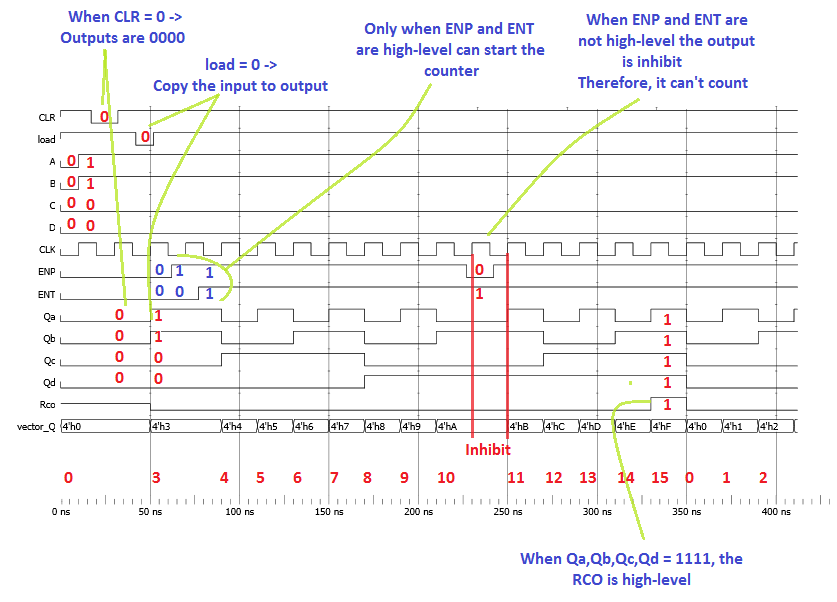 When CLR = 0 ->
Outputs are 0000
load = 0 ->
Copy the input to output
Only when ENP and ENT
are high-level can start the
counter
When ENP and ENT are
not high-level the output
is inhibit
Therefore, it can't count
CLR 0
load 0
A 0 1
B 0 1
C 0 0
D 0 0
CLK
ENP 0 1 1 0
ENT 0 0 1 1
Qa 0 1 1
Qb 0 1 1
Qc 0 0 1
Qd 0 0 1
Rco 1
vector_Q 4'h0 4'h3 4'h4 4'h5 4'h6 4'h7 4'h8 4'h9 4'hA 4'hB 4'hC 4'hD 4'hE 4'hF 4'h0 4'h1 4'h2
Inhibit
0 3 4 5 6 7 8 9 10 11 12 13 14 15 0 1 2
0 ns 50 ns 100 ns 150 ns 200 ns 250 ns 300 ns 350 ns 400 ns
When Qa,Qb,Qc,Qd = 1111, the
RCO is high-level